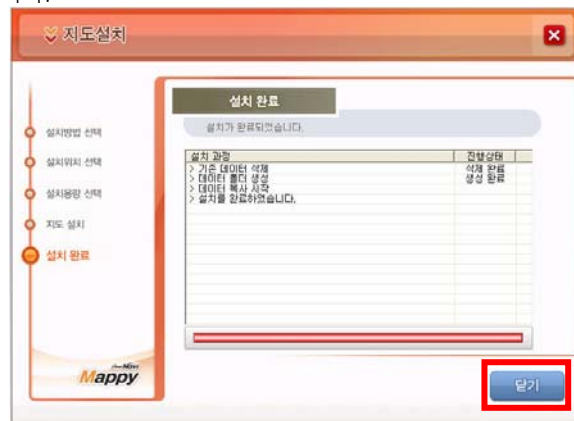 지도설치
설치 완료
설치가 완료되었습니다.
설치방법 선택
설치위치 선택
설치용량 선택
지도 설치
설치 완료
설치 과정 진행상태
> 기존 데이터 삭제 삭제 완료
> 데이터 폴더 생성 생성 완료
> 데이터 복사 시작
> 설치를 완료하였습니다.
Mappy
닫기